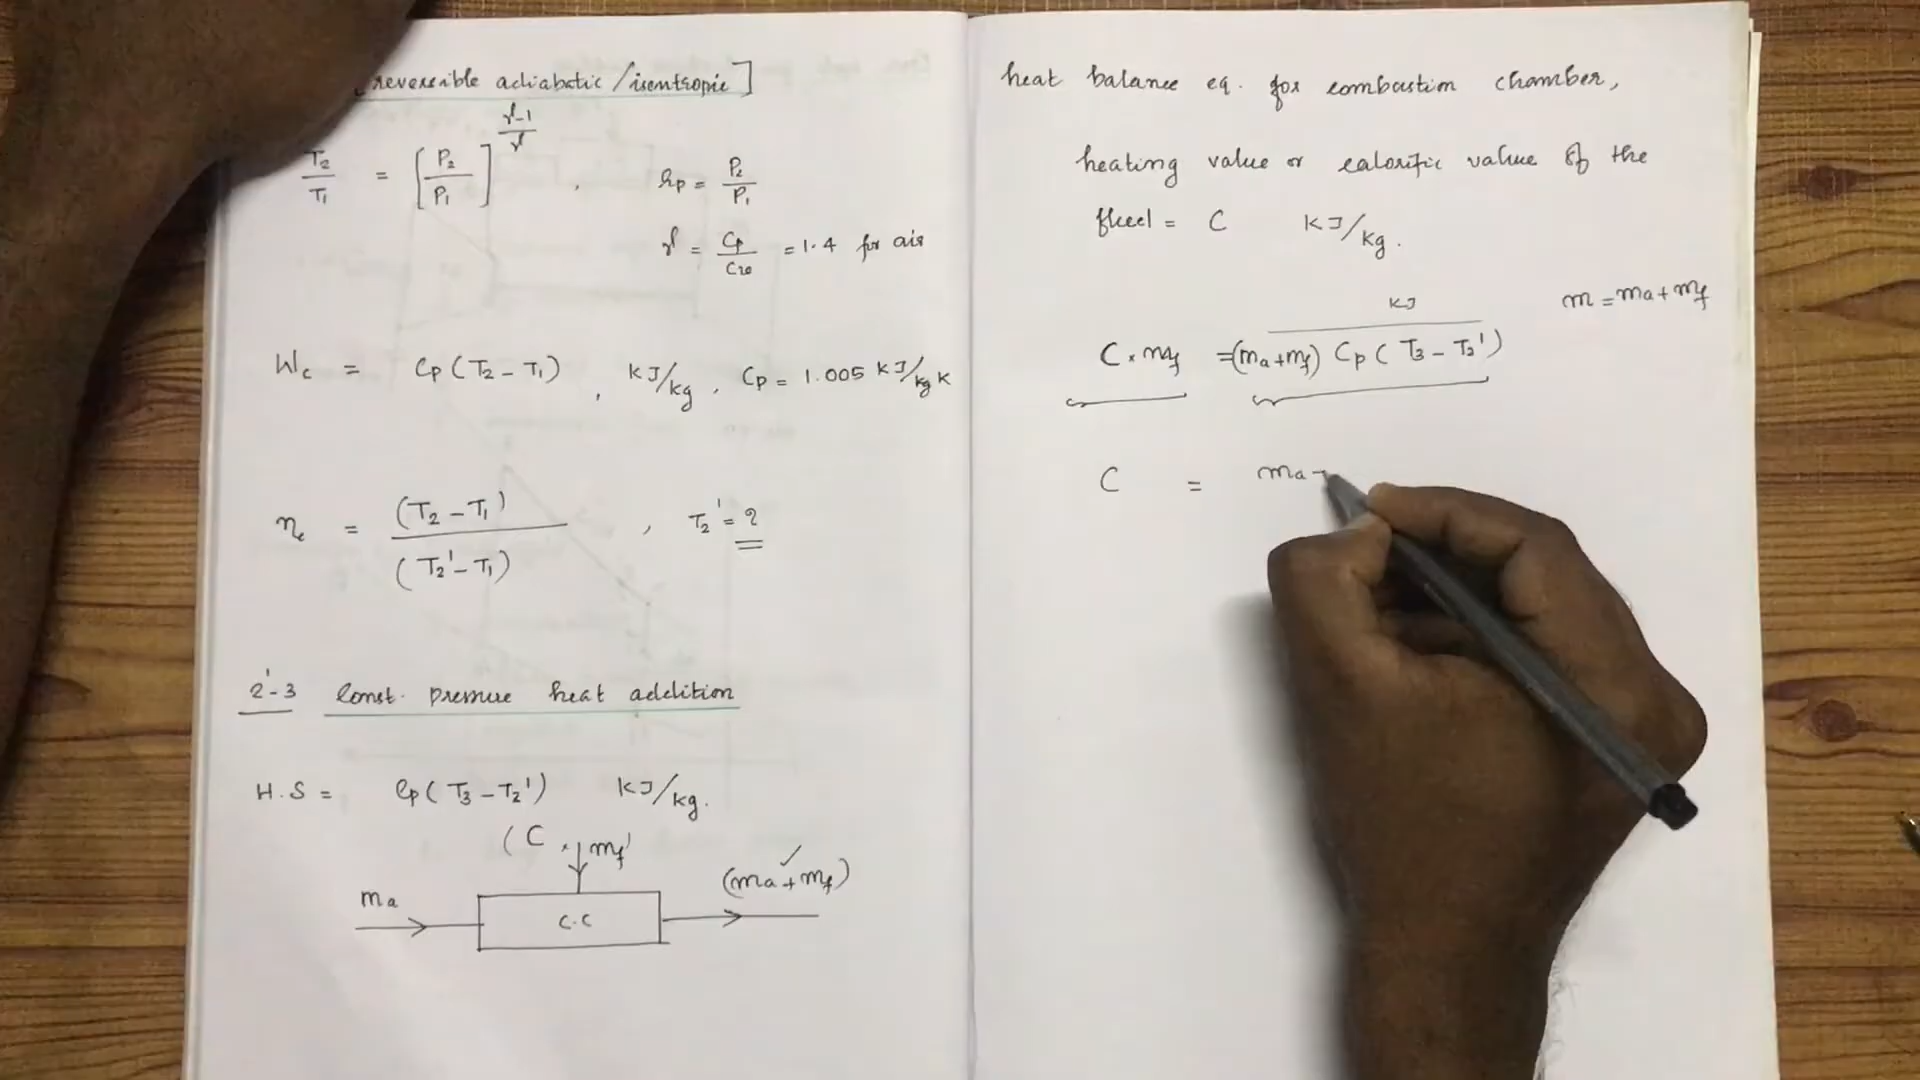 [reversible adiabatic/isentropic]
T2/T1 = [P2/P1]^(γ-1)/γ , rp = P2/P1
γ = Cp/Cv = 1.4 for air
Wc = Cp(T2-T1) , KJ/kg , Cp = 1.005 KJ/kg K
ηc = (T2-T1)/(T2'-T1) , T2' = ?
2'-3 Const. pressure heat addition
H.S = Cp(T3-T2') KJ/kg.
(C × mf)
ma
C.C
(ma+mf) ✓
heat balance eq. for combustion chamber,
heating value or calorific value of the
fuel = C KJ/kg.
KJ
m = ma+mf
C × mf = (ma+mf) Cp(T3-T2')
C = ma +